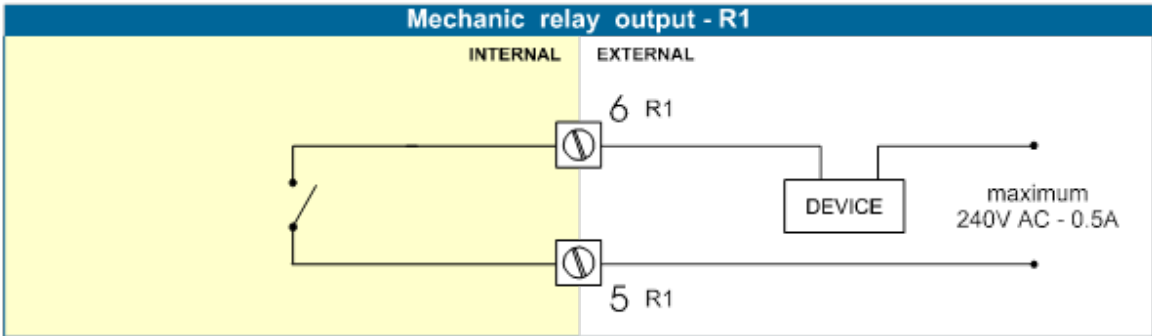 Mechanic relay output - R1
INTERNAL
EXTERNAL
6 R1
DEVICE
maximum
240V AC - 0.5A
5 R1